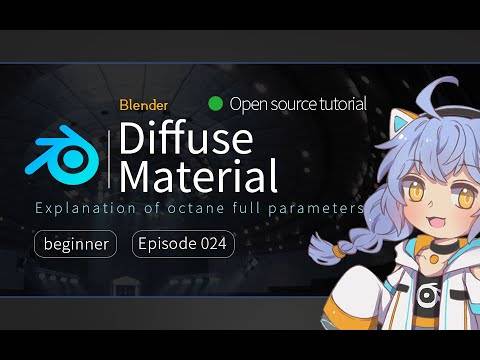 Blender
Open source tutorial
Diffuse
Material
Explanation of octane full parameters
beginner
Episode 024